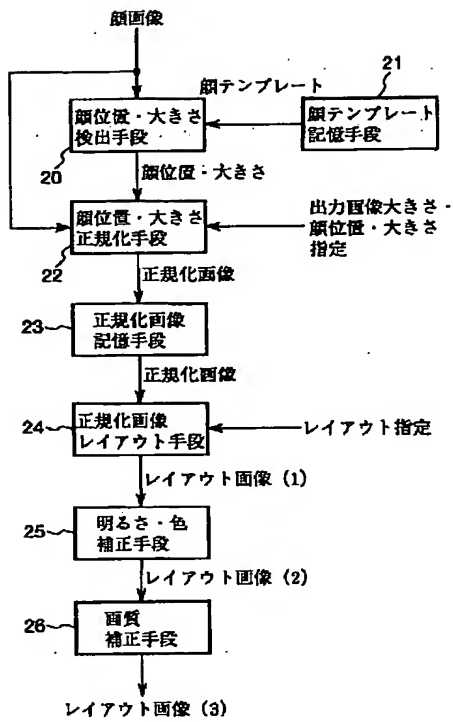 顔画像
顔テンプレート
21
顔テンプレート
記憶手段
顔位置・大きさ
検出手段
20
顔位置・大きさ
顔位置・大きさ
正規化手段
22
出力画像大きさ・
顔位置・大きさ
指定
正規化画像
23
正規化画像
記憶手段
正規化画像
24
正規化画像
レイアウト手段
レイアウト指定
レイアウト画像 (1)
25
明るさ・色
補正手段
レイアウト画像 (2)
26
画質
補正手段
レイアウト画像 (3)